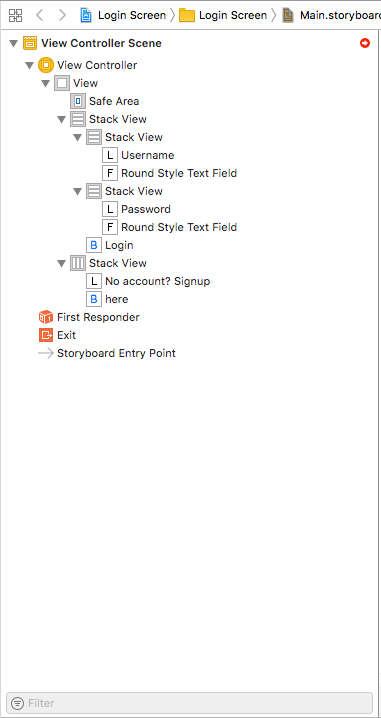 Login Screen Login Screen Main.storyboard
View Controller Scene
View Controller
View
Safe Area
Stack View
Stack View
L Username
F Round Style Text Field
Stack View
L Password
F Round Style Text Field
B Login
Stack View
L No account? Signup
B here
First Responder
Exit
Storyboard Entry Point
Filter